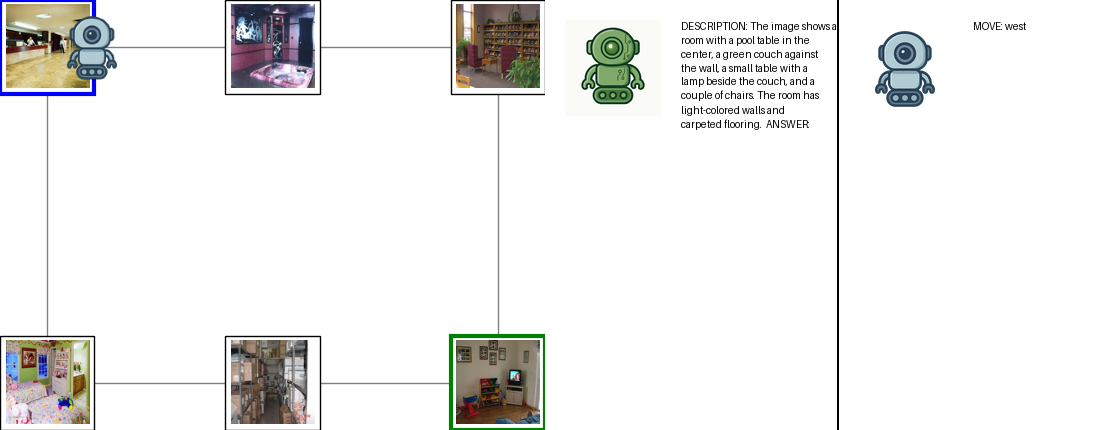 DESCRIPTION: The image shows a
room with a pool table in the
center, a green couch against
the wall, a small table with a
lamp beside the couch, and a
couple of chairs. The room has
light-colored walls and
carpeted flooring. ANSWER:
MOVE: west